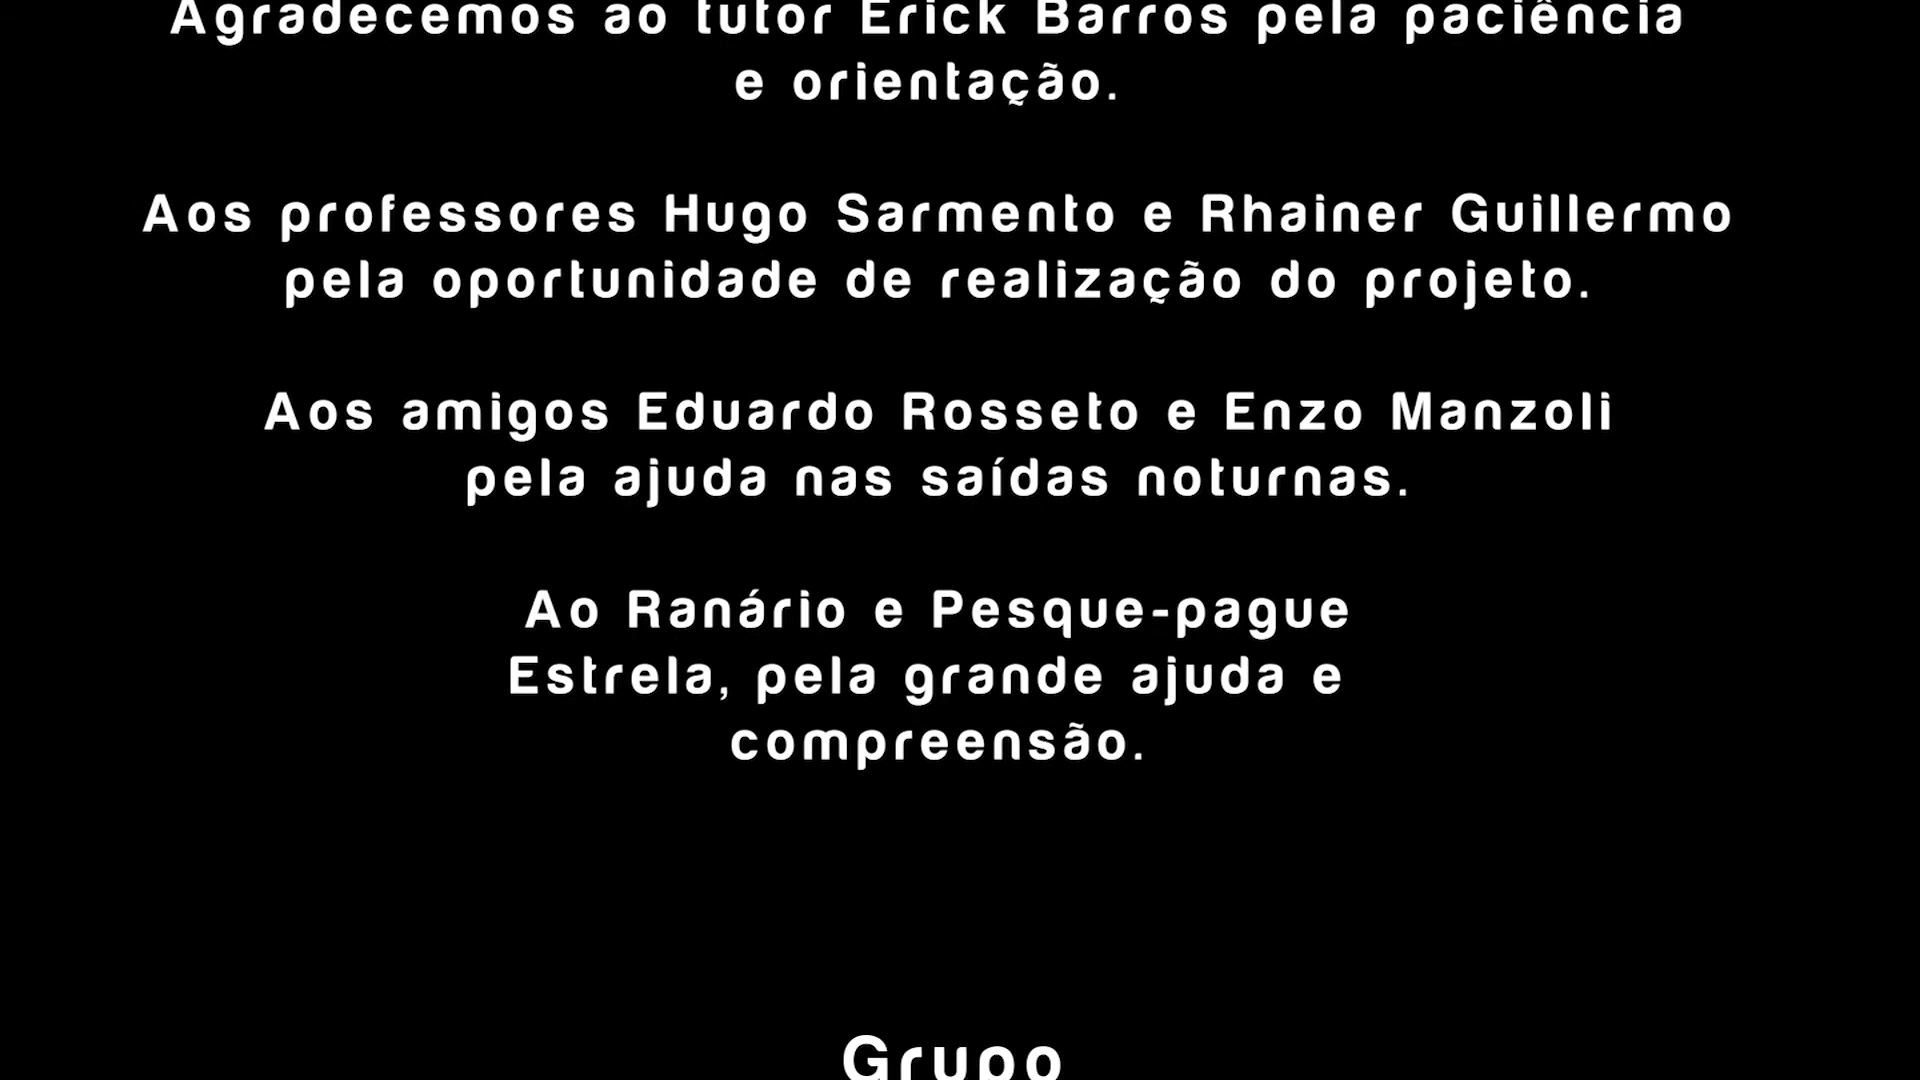 Agradecemos ao tutor Erick Barros pela paciência
e orientação.
Aos professores Hugo Sarmento e Rhainer Guillermo
pela oportunidade de realização do projeto.
Aos amigos Eduardo Rosseto e Enzo Manzoli
pela ajuda nas saídas noturnas.
Ao Ranário e Pesque-pague
Estrela, pela grande ajuda e
compreensão.
Grupo